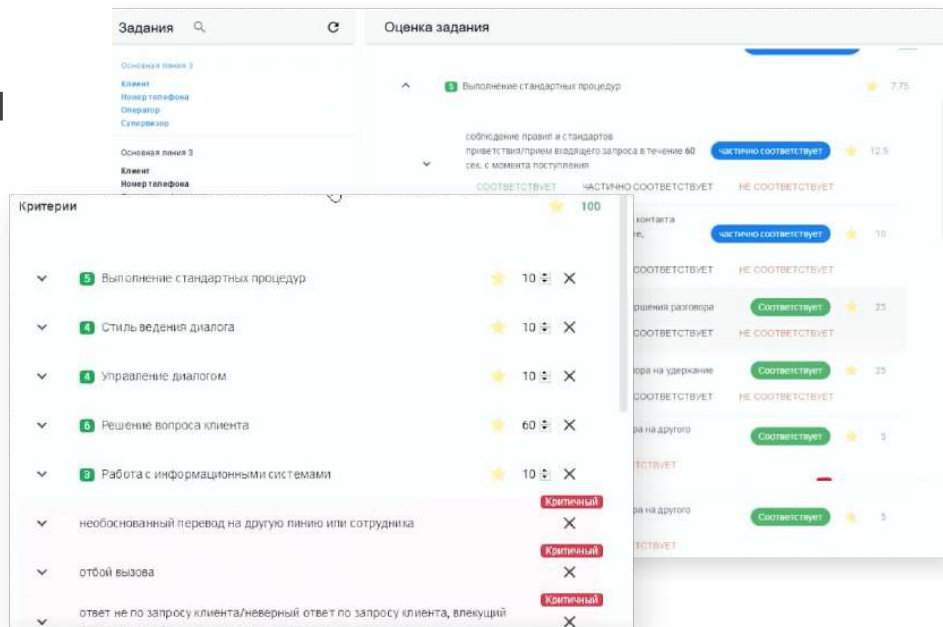 Задания
Оценка задания
Основная линия 3
Клиент
Номер телефона
Оператор
Супервизор
Основная линия 3
Клиент
Номер телефона
5 Выполнение стандартных процедур 7.75
соблюдение правил и стандартов
приветствия/прием входящего запроса в течение 60
сек. с момента поступления
частично соответствует 12.5
СООТВЕТСТВУЕТ ЧАСТИЧНО СООТВЕТСТВУЕТ НЕ СООТВЕТСТВУЕТ
контакта
частично соответствует 10
СООТВЕТСТВУЕТ НЕ СООТВЕТСТВУЕТ
разговора Соответствует 25
СООТВЕТСТВУЕТ НЕ СООТВЕТСТВУЕТ
на удержание Соответствует 25
СООТВЕТСТВУЕТ НЕ СООТВЕТСТВУЕТ
на другого
Соответствует 5
на другого
Соответствует 5
Критерии 100
5 Выполнение стандартных процедур 10
4 Стиль ведения диалога 10
4 Управление диалогом 10
6 Решение вопроса клиента 60
3 Работа с информационными системами 10
Критичный
необоснованный перевод на другую линию или сотрудника
Критичный
отбой вызова
Критичный
ответ не по запросу клиента/неверный ответ по запросу клиента, влекущий